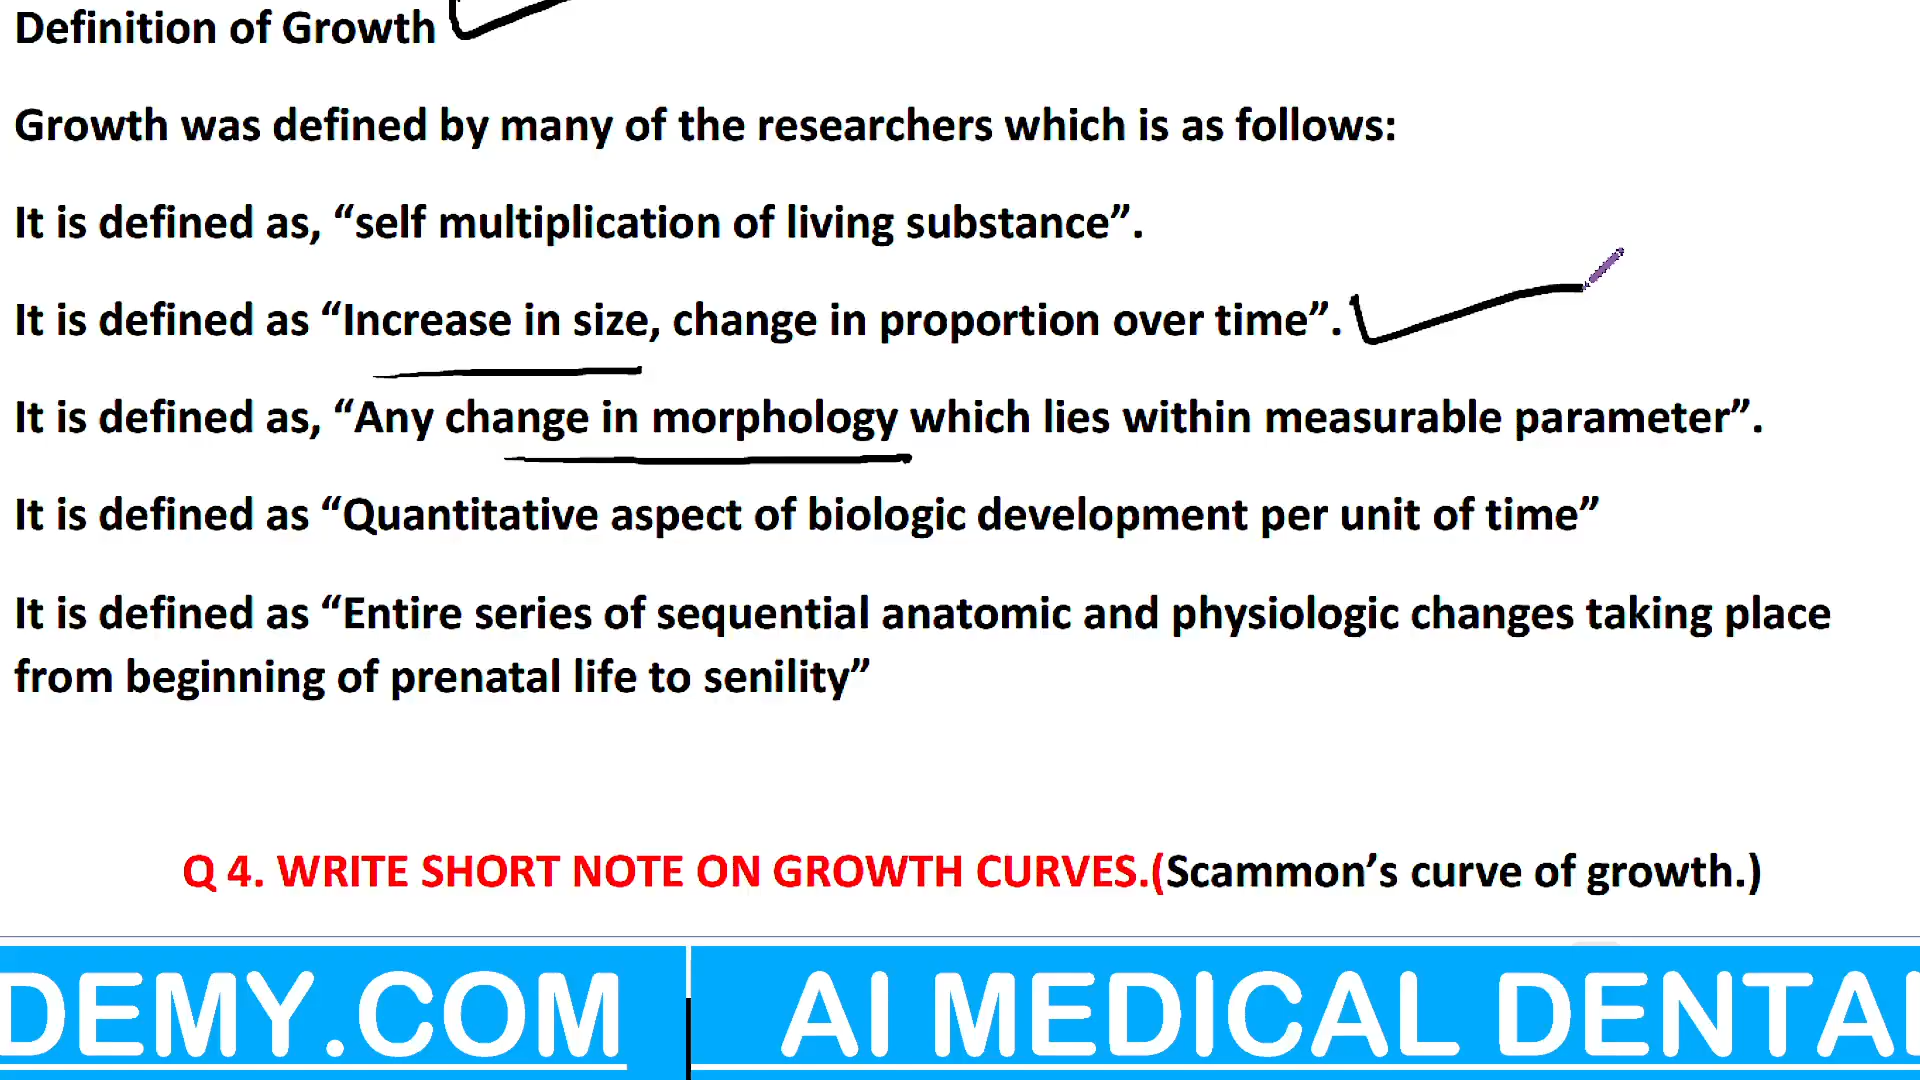 Definition of Growth
Growth was defined by many of the researchers which is as follows:
It is defined as, “self multiplication of living substance”.
It is defined as “Increase in size, change in proportion over time”.
It is defined as, “Any change in morphology which lies within measurable parameter”.
It is defined as “Quantitative aspect of biologic development per unit of time”
It is defined as “Entire series of sequential anatomic and physiologic changes taking place
from beginning of prenatal life to senility”
Q 4. WRITE SHORT NOTE ON GROWTH CURVES.(Scammon’s curve of growth.)
DEMY.COM AI MEDICAL DENTAL